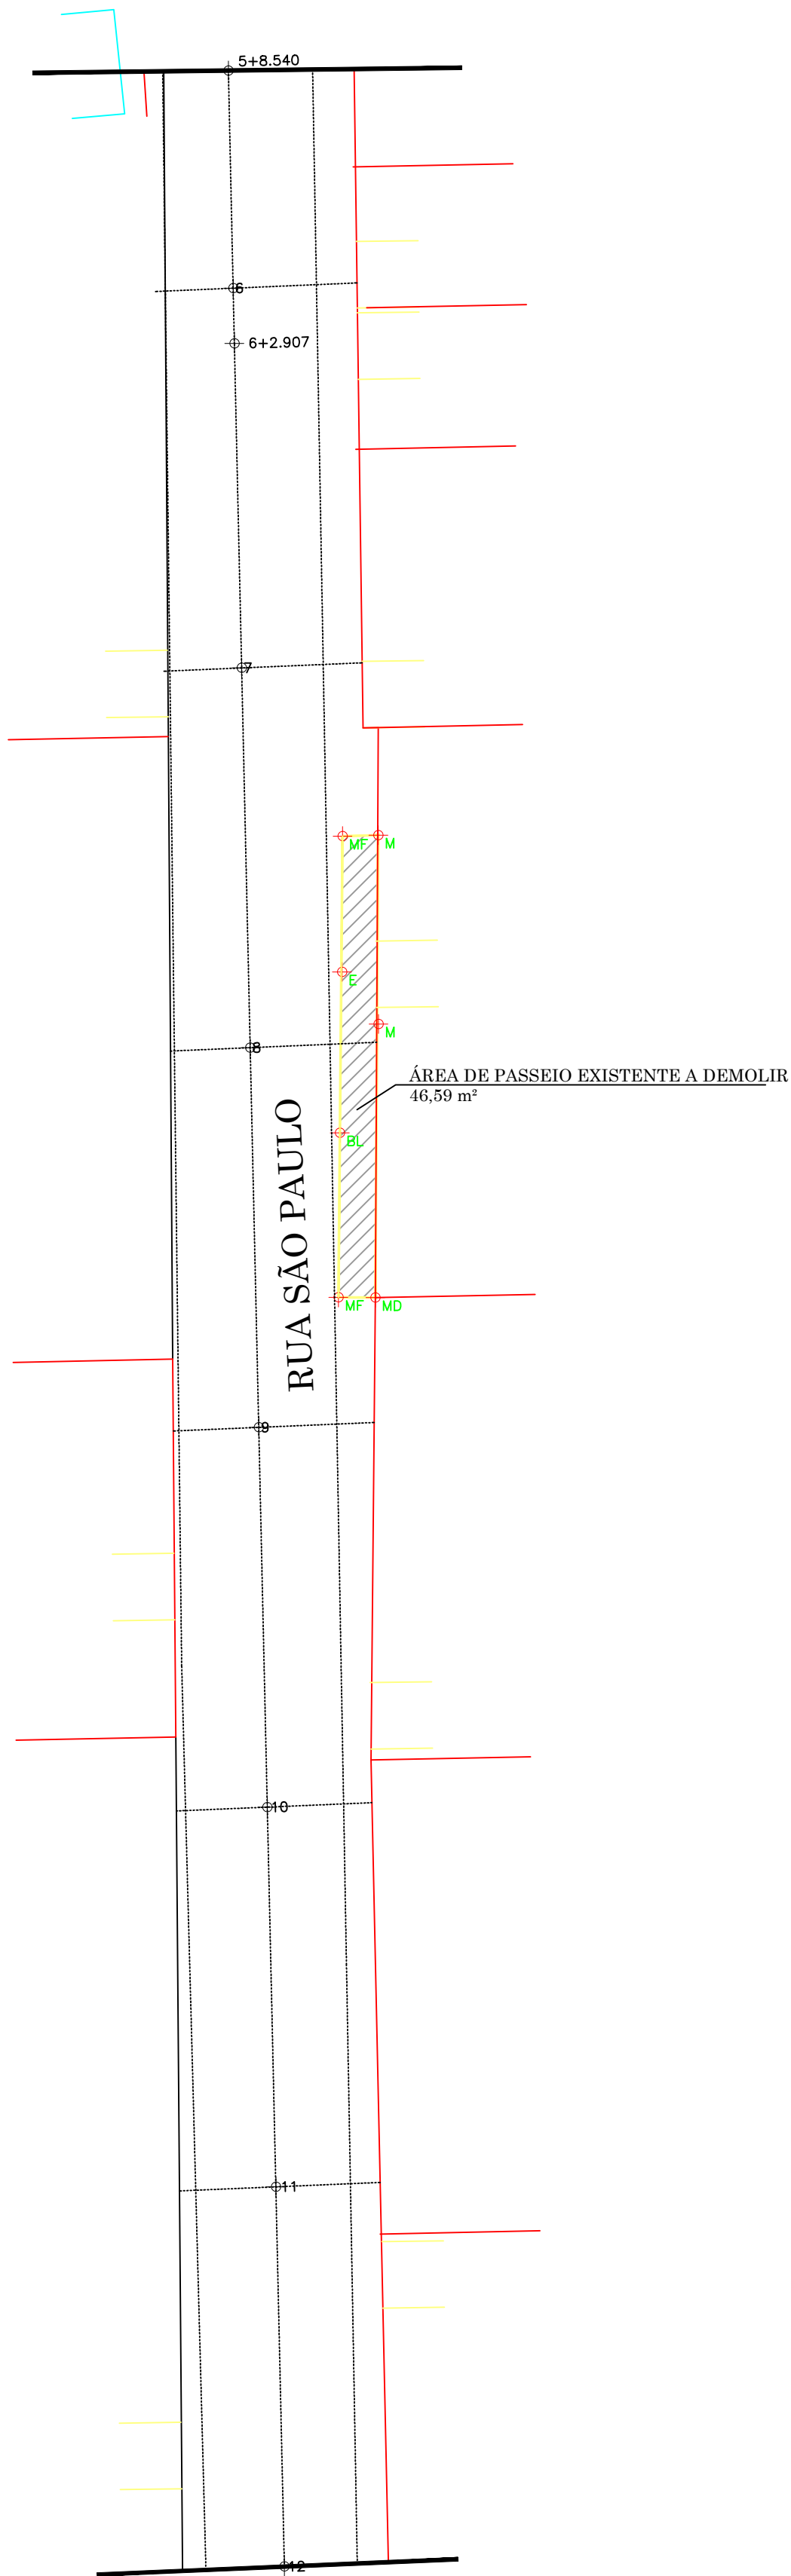 5+8.540
6
6+2.907
7
MF
M
E
M
8
ÁREA DE PASSEIO EXISTENTE A DEMOLIR
46,59 m²
BL
RUA SÃO PAULO
MF
MD
9
10
11
12